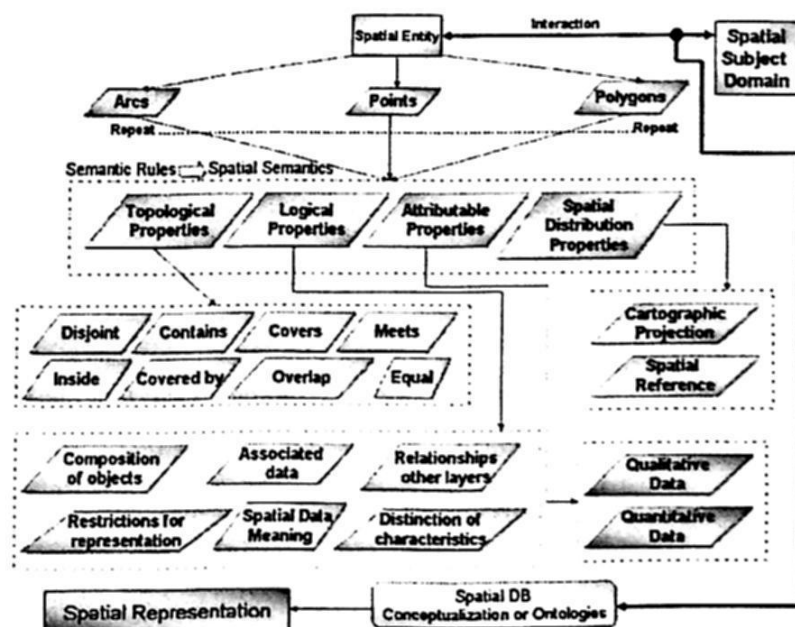 Spatial Entity
Interaction
Spatial
Subject
Domain
Arcs
Points
Polygons
Repeat
Repeat
Semantic Rules
Spatial Semantics
Topological
Properties
Logical
Properties
Attributable
Properties
Spatial
Distribution
Properties
Disjoint
Contains
Covers
Meets
Inside
Covered by
Overlap
Equal
Cartographic
Projection
Spatial
Reference
Composition
of objects
Associated
data
Relationships
other layers
Restrictions for
representation
Spatial Data
Meaning
Distinction of
characteristics
Qualitative
Data
Quantitative
Data
Spatial Representation
Spatial DB
Conceptualization or Ontologies